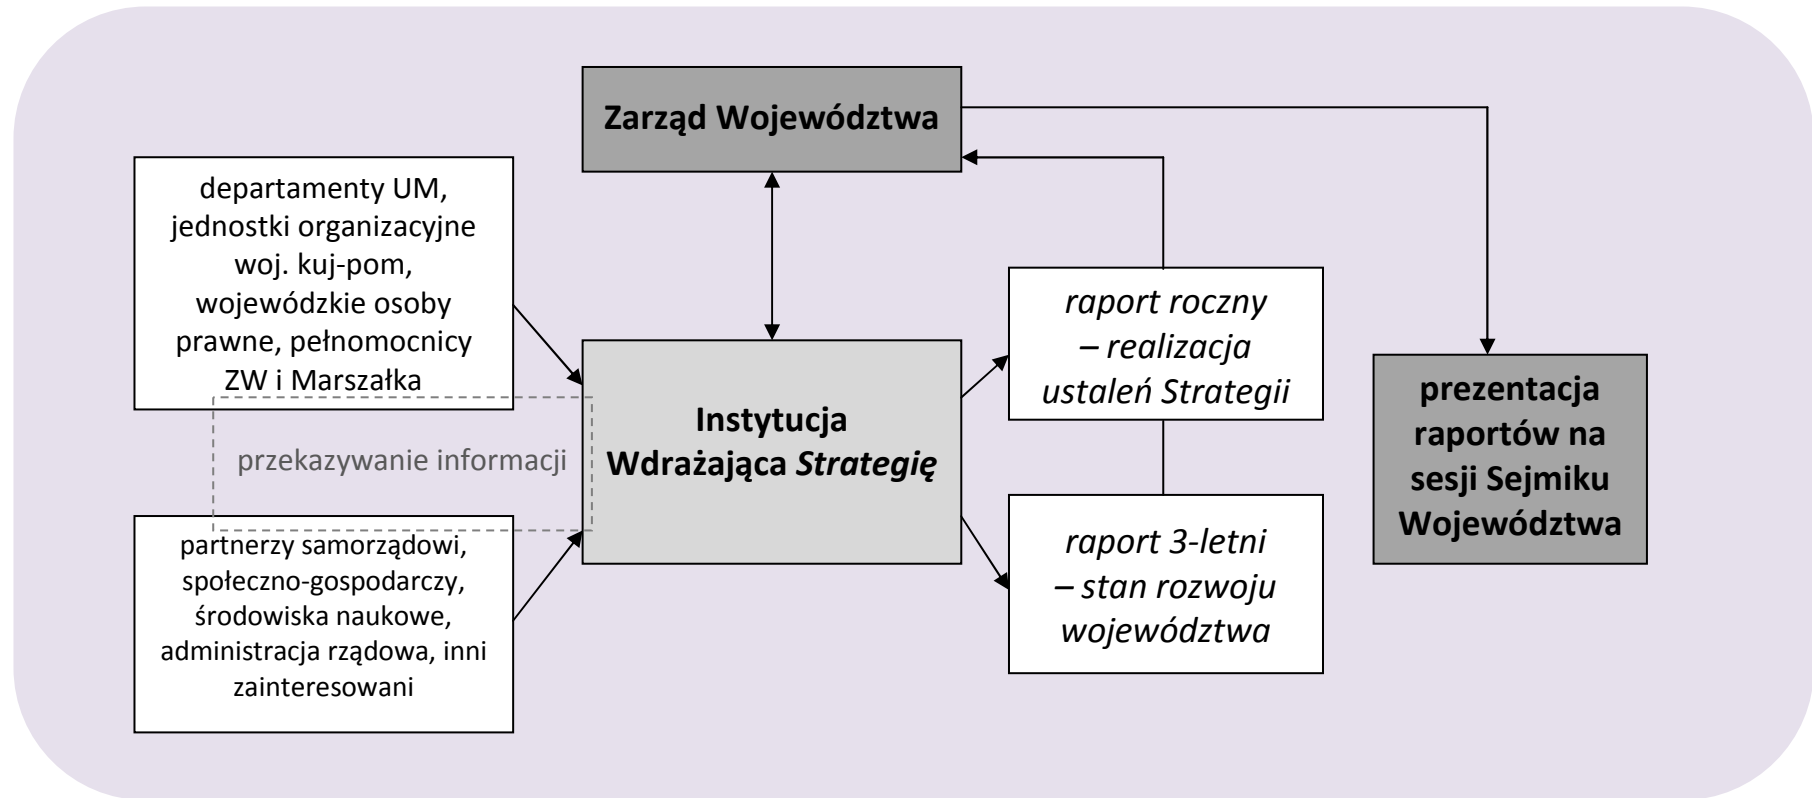 Zarząd Województwa
departamenty UM,
jednostki organizacyjne
woj. kuj-pom,
wojewódzkie osoby
prawne, pełnomocnicy
ZW i Marszałka
przekazywanie informacji
partnerzy samorządowi,
społeczno-gospodarczy,
środowiska naukowe,
administracja rządowa, inni
zainteresowani
Instytucja
Wdrażająca Strategię
raport roczny
– realizacja
ustaleń Strategii
raport 3-letni
– stan rozwoju
województwa
prezentacja
raportów na
sesji Sejmiku
Województwa